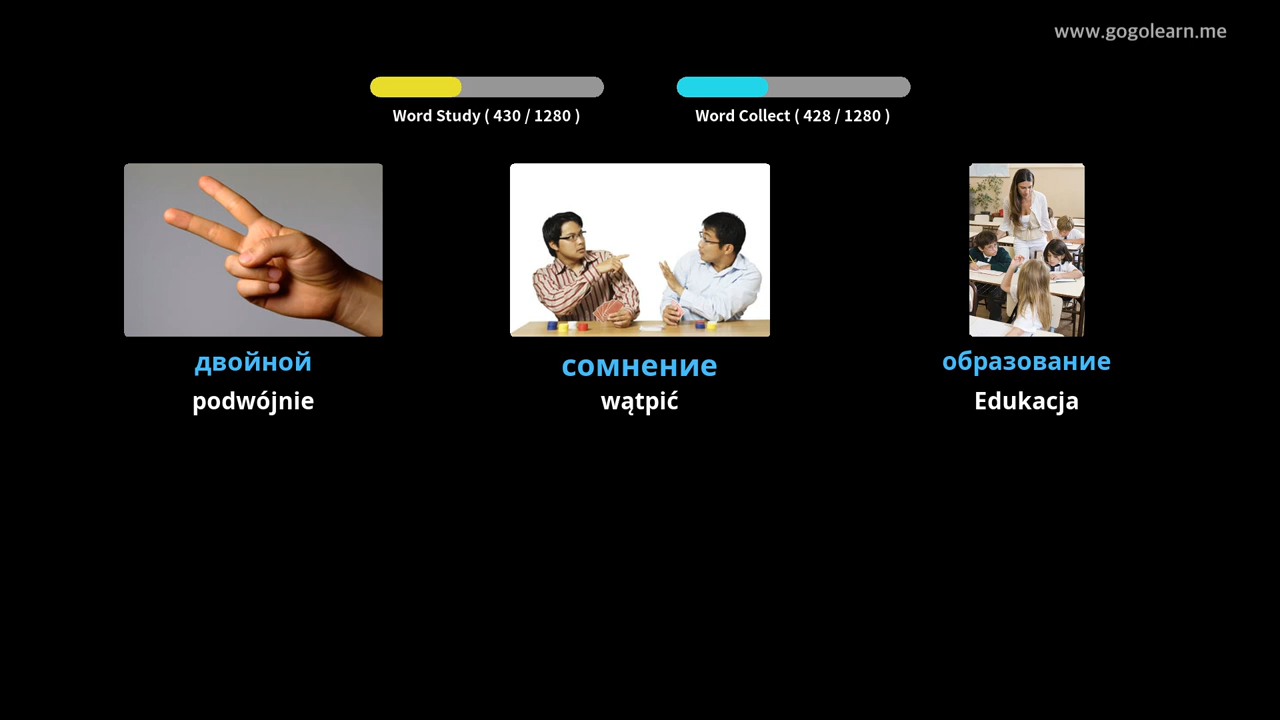 www.gogolearn.me
Word Study ( 430 / 1280 )
Word Collect ( 428 / 1280 )
двойной
сомнение
образование
podwójnie
wątpić
Edukacja